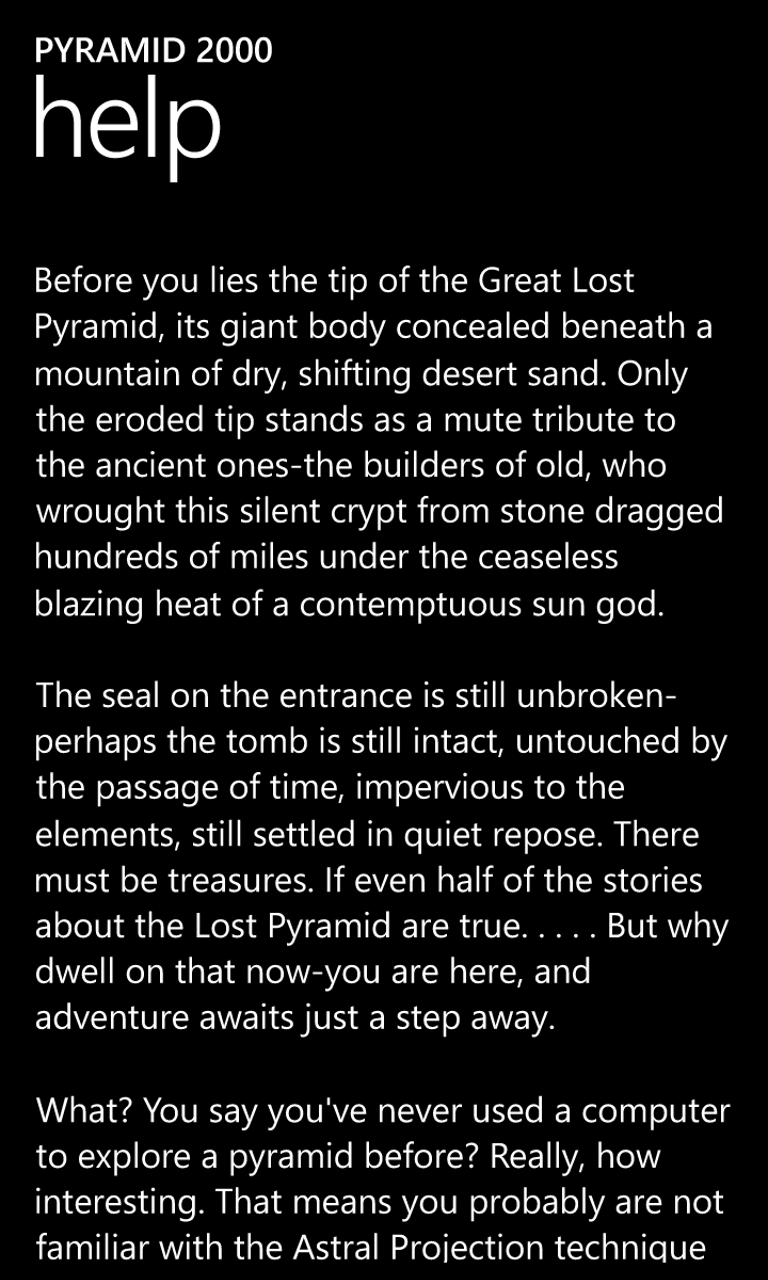 PYRAMID 2000
help
Before you lies the tip of the Great Lost
Pyramid, its giant body concealed beneath a
mountain of dry, shifting desert sand. Only
the eroded tip stands as a mute tribute to
the ancient ones-the builders of old, who
wrought this silent crypt from stone dragged
hundreds of miles under the ceaseless
blazing heat of a contemptuous sun god.
The seal on the entrance is still unbroken-
perhaps the tomb is still intact, untouched by
the passage of time, impervious to the
elements, still settled in quiet repose. There
must be treasures. If even half of the stories
about the Lost Pyramid are true. . . . . But why
dwell on that now-you are here, and
adventure awaits just a step away.
What? You say you've never used a computer
to explore a pyramid before? Really, how
interesting. That means you probably are not
familiar with the Astral Projection technique